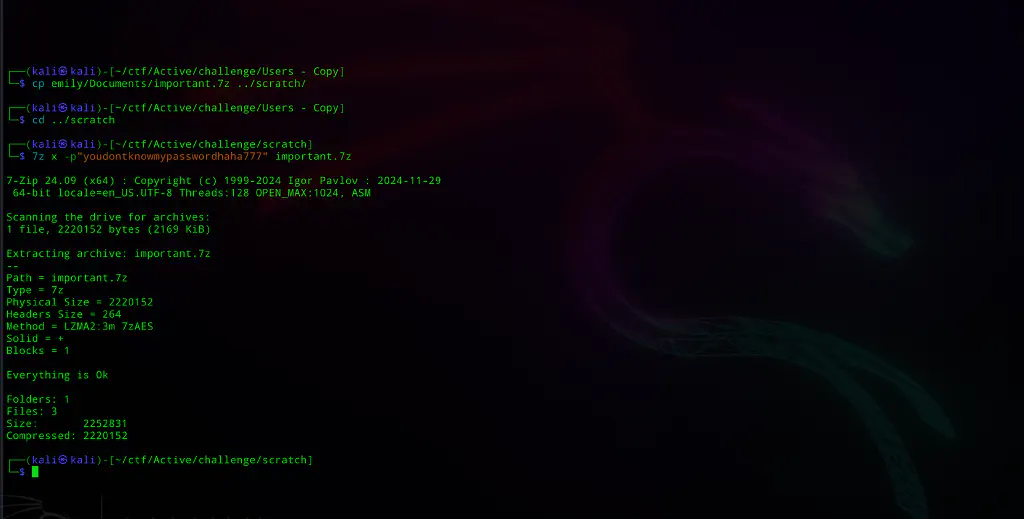 ┌──(kali㉿kali)-[~/ctf/Active/challenge/Users - Copy]
└─$ cp emily/Documents/important.7z ../scratch/
┌──(kali㉿kali)-[~/ctf/Active/challenge/Users - Copy]
└─$ cd ../scratch
┌──(kali㉿kali)-[~/ctf/Active/challenge/scratch]
└─$ 7z x -p"youdontknowmypasswordhaha777" important.7z
7-Zip 24.09 (x64) : Copyright (c) 1999-2024 Igor Pavlov : 2024-11-29
64-bit locale=en_US.UTF-8 Threads:128 OPEN_MAX:1024, ASM
Scanning the drive for archives:
1 file, 2220152 bytes (2169 KiB)
Extracting archive: important.7z
--
Path = important.7z
Type = 7z
Physical Size = 2220152
Headers Size = 264
Method = LZMA2:3m 7zAES
Solid = +
Blocks = 1
Everything is Ok
Folders: 1
Files: 3
Size:       2252831
Compressed: 2220152
┌──(kali㉿kali)-[~/ctf/Active/challenge/scratch]
└─$